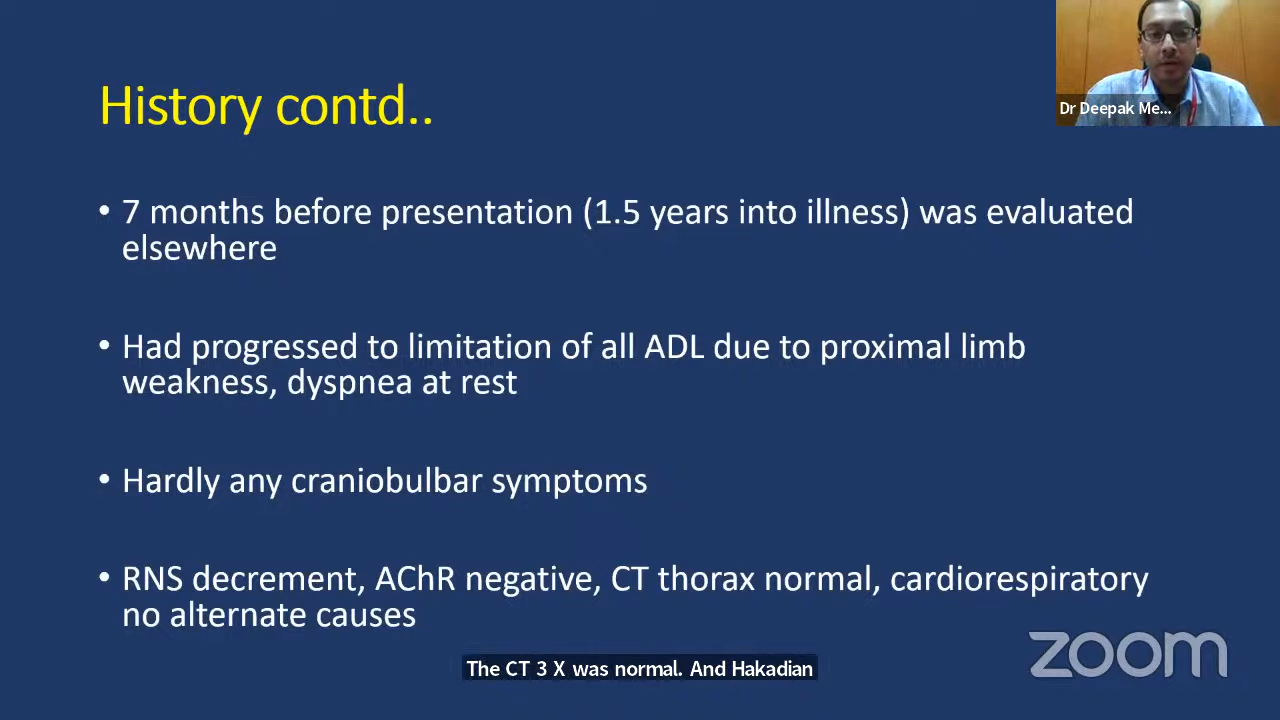 History contd..
Dr Deepak Me...
• 7 months before presentation (1.5 years into illness) was evaluated
elsewhere
• Had progressed to limitation of all ADL due to proximal limb
weakness, dyspnea at rest
• Hardly any craniobulbar symptoms
• RNS decrement, AChR negative, CT thorax normal, cardiorespiratory
no alternate causes
zoom
The CT 3 X was normal. And Hakadian